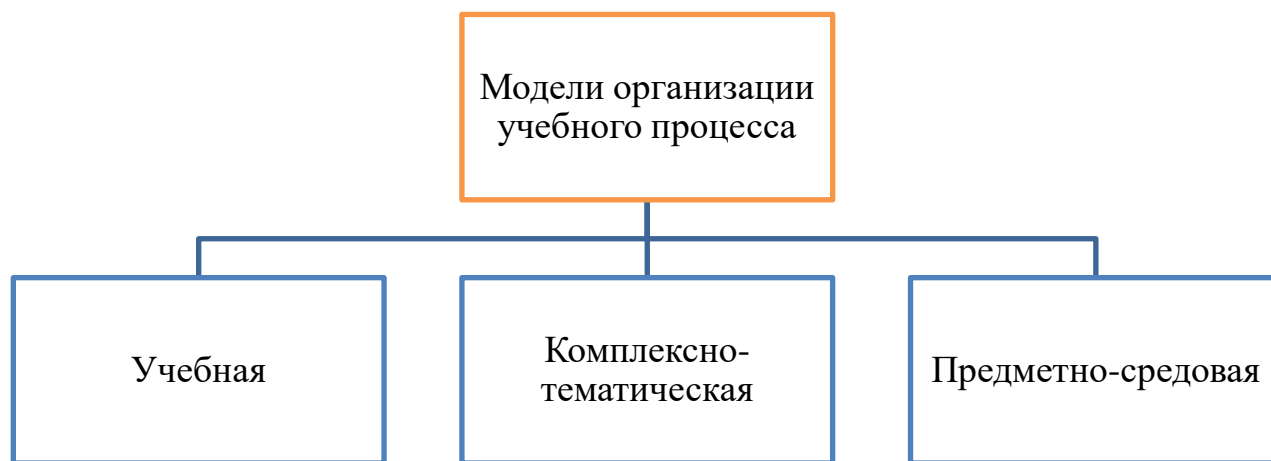 Модели организации
учебного процесса
Учебная
Комплексно-
тематическая
Предметно-средовая